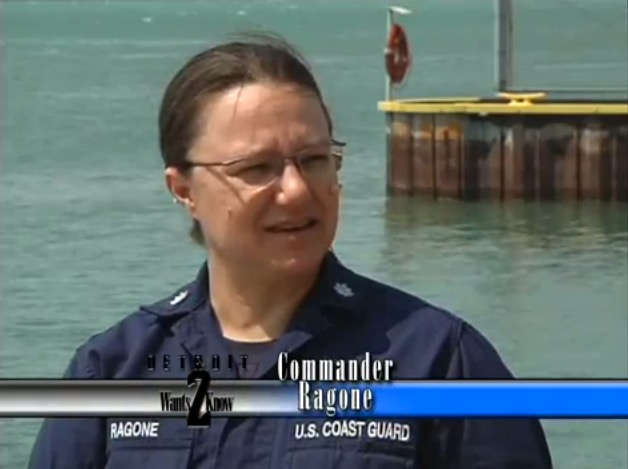 DETROIT
Wants 2 Know
Commander
Ragone
RAGONE
U.S. COAST GUARD